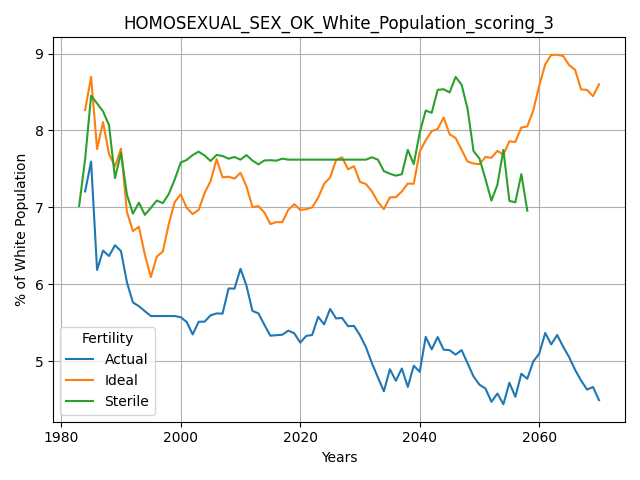 HOMOSEXUAL_SEX_OK_White_Population_scoring_3
% of White Population
9
8
7
6
5
Fertility
Actual
Ideal
Sterile
1980 2000 2020 2040 2060
Years